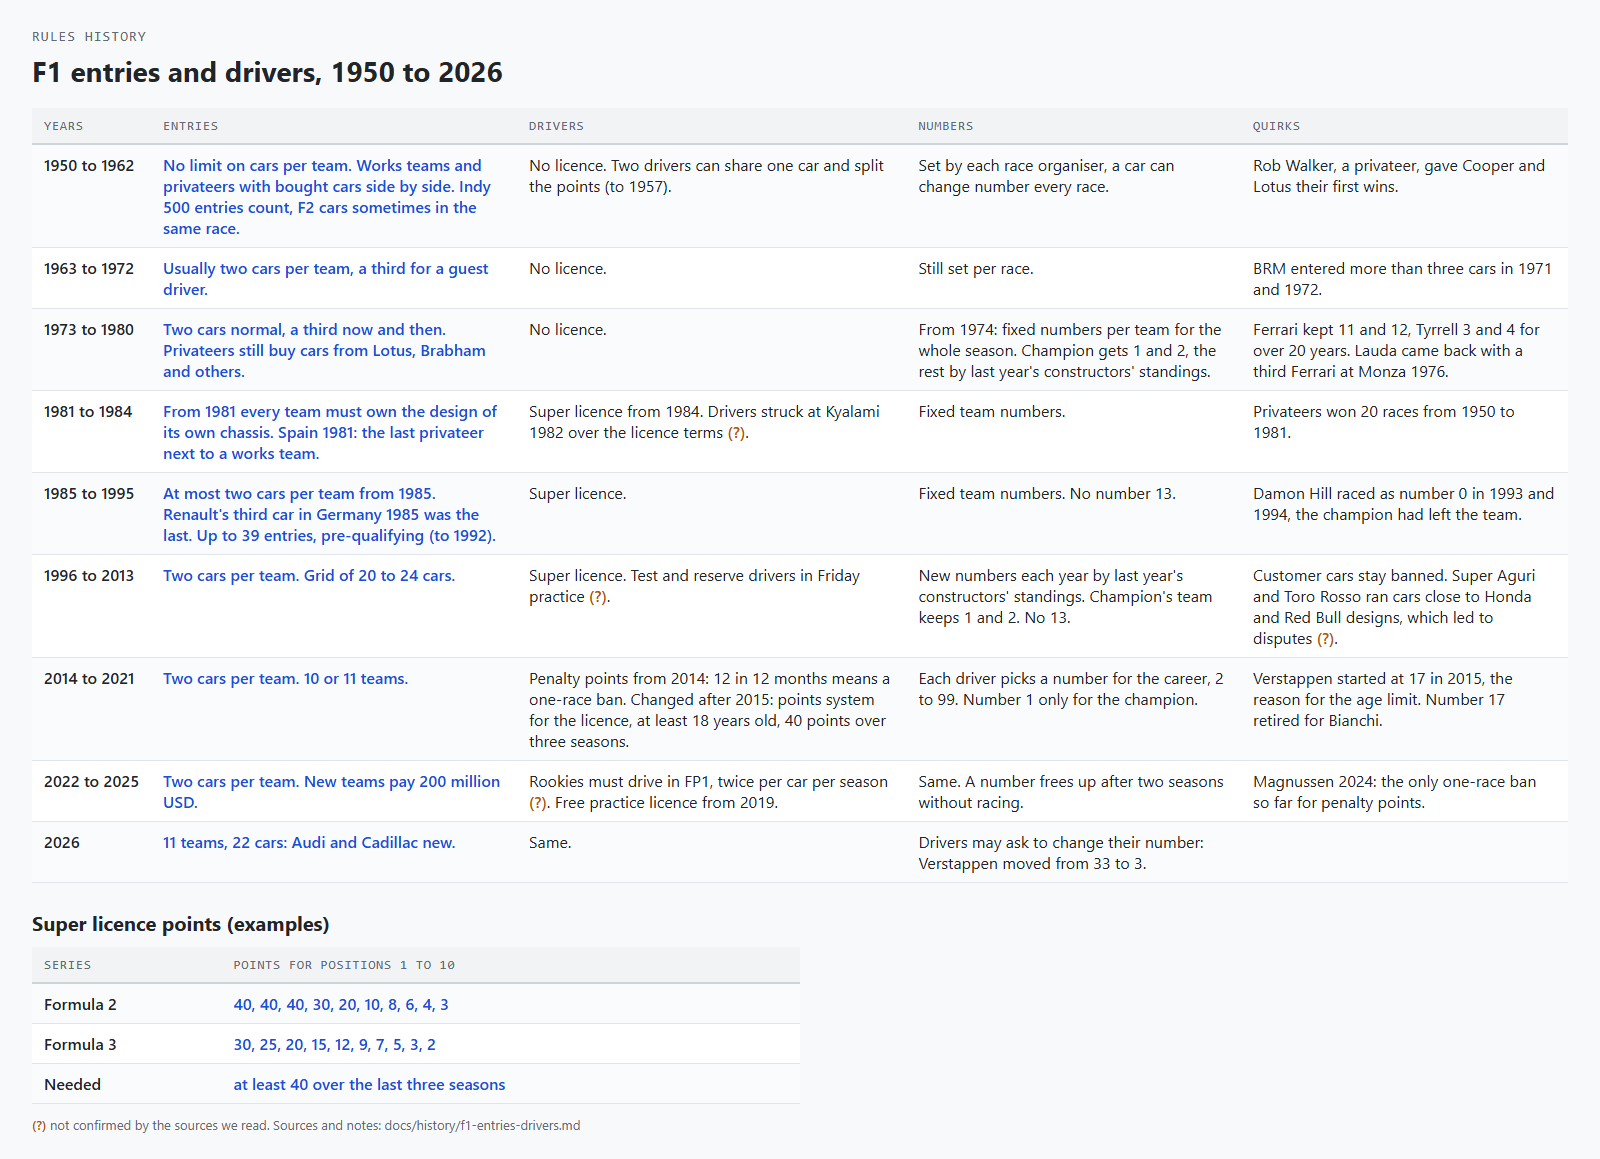 RULES HISTORY
F1 entries and drivers, 1950 to 2026
YEARS ENTRIES DRIVERS NUMBERS QUIRKS
1950 to 1962
No limit on cars per team. Works teams and
privateers with bought cars side by side. Indy
500 entries count, F2 cars sometimes in the
same race.
No licence. Two drivers can share one car and split
the points (to 1957).
Set by each race organiser, a car can
change number every race.
Rob Walker, a privateer, gave Cooper and
Lotus their first wins.
1963 to 1972
Usually two cars per team, a third for a guest
driver.
No licence.
Still set per race.
BRM entered more than three cars in 1971
and 1972.
1973 to 1980
Two cars normal, a third now and then.
Privateers still buy cars from Lotus, Brabham
and others.
No licence.
From 1974: fixed numbers per team for the
whole season. Champion gets 1 and 2, the
rest by last year's constructors' standings.
Ferrari kept 11 and 12, Tyrrell 3 and 4 for
over 20 years. Lauda came back with a
third Ferrari at Monza 1976.
1981 to 1984
From 1981 every team must own the design of
its own chassis. Spain 1981: the last privateer
next to a works team.
Super licence from 1984. Drivers struck at Kyalami
1982 over the licence terms (?).
Fixed team numbers.
Privateers won 20 races from 1950 to
1981.
1985 to 1995
At most two cars per team from 1985.
Renault's third car in Germany 1985 was the
last. Up to 39 entries, pre-qualifying (to 1992).
Super licence.
Fixed team numbers. No number 13.
Damon Hill raced as number 0 in 1993 and
1994, the champion had left the team.
1996 to 2013
Two cars per team. Grid of 20 to 24 cars.
Super licence. Test and reserve drivers in Friday
practice (?).
New numbers each year by last year's
constructors' standings. Champion's team
keeps 1 and 2. No 13.
Customer cars stay banned. Super Aguri
and Toro Rosso ran cars close to Honda
and Red Bull designs, which led to
disputes (?).
2014 to 2021
Two cars per team. 10 or 11 teams.
Penalty points from 2014: 12 in 12 months means a
one-race ban. Changed after 2015: points system
for the licence, at least 18 years old, 40 points over
three seasons.
Each driver picks a number for the career, 2
to 99. Number 1 only for the champion.
Verstappen started at 17 in 2015, the
reason for the age limit. Number 17
retired for Bianchi.
2022 to 2025
Two cars per team. New teams pay 200 million
USD.
Rookies must drive in FP1, twice per car per season
(?). Free practice licence from 2019.
Same. A number frees up after two seasons
without racing.
Magnussen 2024: the only one-race ban
so far for penalty points.
2026
11 teams, 22 cars: Audi and Cadillac new.
Same.
Drivers may ask to change their number:
Verstappen moved from 33 to 3.
Super licence points (examples)
SERIES POINTS FOR POSITIONS 1 TO 10
Formula 2 40, 40, 40, 30, 20, 10, 8, 6, 4, 3
Formula 3 30, 25, 20, 15, 12, 9, 7, 5, 3, 2
Needed at least 40 over the last three seasons
(?) not confirmed by the sources we read. Sources and notes: docs/history/f1-entries-drivers.md